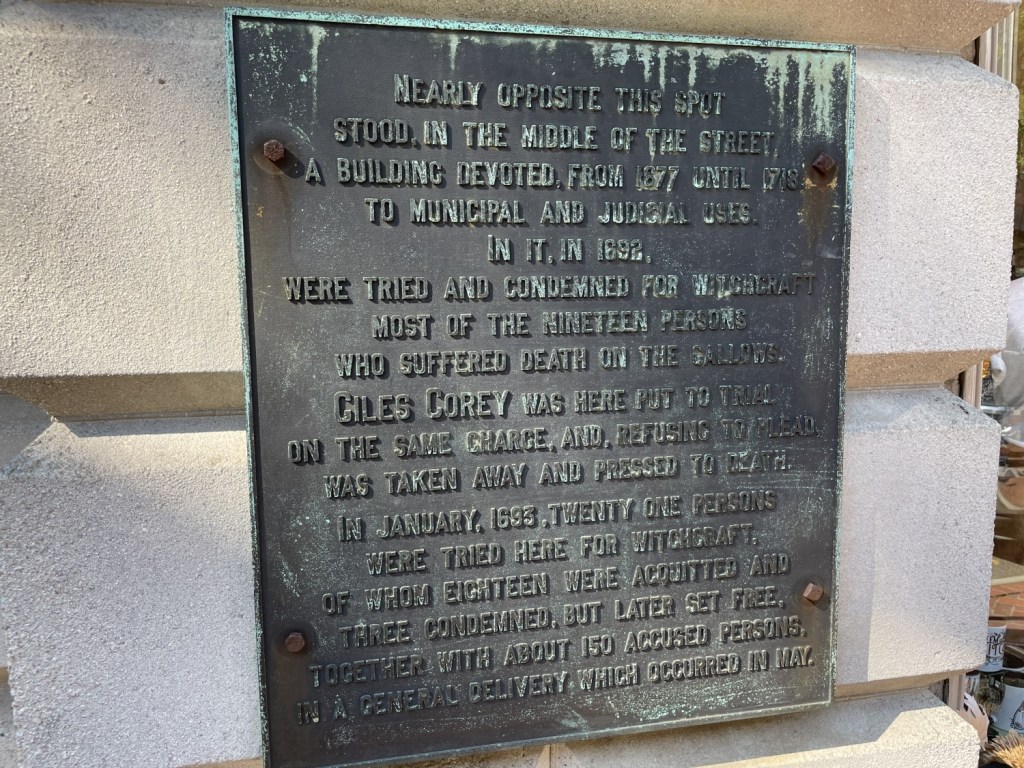 NEARLY OPPOSITE THIS SPOT
STOOD, IN THE MIDDLE OF THE STREET,
A BUILDING DEVOTED, FROM 1677 UNTIL 1718
TO MUNICIPAL AND JUDICIAL USES.
IN IT, IN 1692,
WERE TRIED AND CONDEMNED FOR WITCHCRAFT
MOST OF THE NINETEEN PERSONS
WHO SUFFERED DEATH ON THE GALLOWS.
GILES COREY WAS HERE PUT TO TRIAL
ON THE SAME CHARGE, AND, REFUSING TO PLEAD,
WAS TAKEN AWAY AND PRESSED TO DEATH.
IN JANUARY, 1693, TWENTY ONE PERSONS
WERE TRIED HERE FOR WITCHCRAFT,
OF WHOM EIGHTEEN WERE ACQUITTED AND
THREE CONDEMNED, BUT LATER SET FREE,
TOGETHER WITH ABOUT 150 ACCUSED PERSONS,
IN A GENERAL DELIVERY WHICH OCCURRED IN MAY.